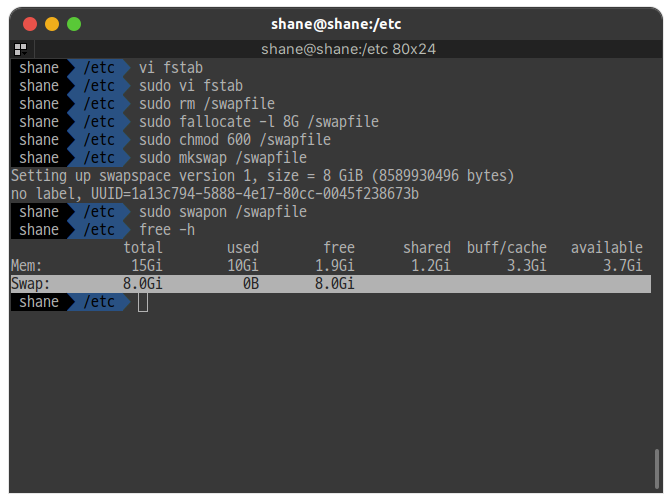 shane@shane:/etc
shane@shane:/etc 80x24
shane /etc vi fstab
shane /etc sudo vi fstab
shane /etc sudo rm /swapfile
shane /etc sudo fallocate -l 8G /swapfile
shane /etc sudo chmod 600 /swapfile
shane /etc sudo mkswap /swapfile
Setting up swapspace version 1, size = 8 GiB (8589930496 bytes)
no label, UUID=1a13c794-5888-4e17-80cc-0045f238673b
shane /etc sudo swapon /swapfile
shane /etc free -h
total used free shared buff/cache available
Mem: 15Gi 10Gi 1.9Gi 1.2Gi 3.3Gi 3.7Gi
Swap: 8.0Gi 0B 8.0Gi
shane /etc